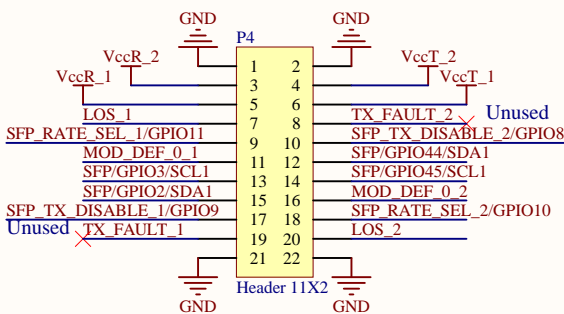 GND GND
P4
VccR_2 VccT_2
VccR_1 VccT_1
1 2
3 4
5 6
LOS_1 7 8 TX_FAULT_2 Unused
SFP_RATE_SEL_1/GPIO11 9 10 SFP_TX_DISABLE_2/GPIO8
MOD_DEF_0_1 11 12 SFP/GPIO44/SDA1
SFP/GPIO3/SCL1 13 14 SFP/GPIO45/SCL1
SFP/GPIO2/SDA1 15 16 MOD_DEF_0_2
SFP_TX_DISABLE_1/GPIO9 17 18 SFP_RATE_SEL_2/GPIO10
Unused TX_FAULT_1 19 20 LOS_2
21 22
Header 11X2
GND GND